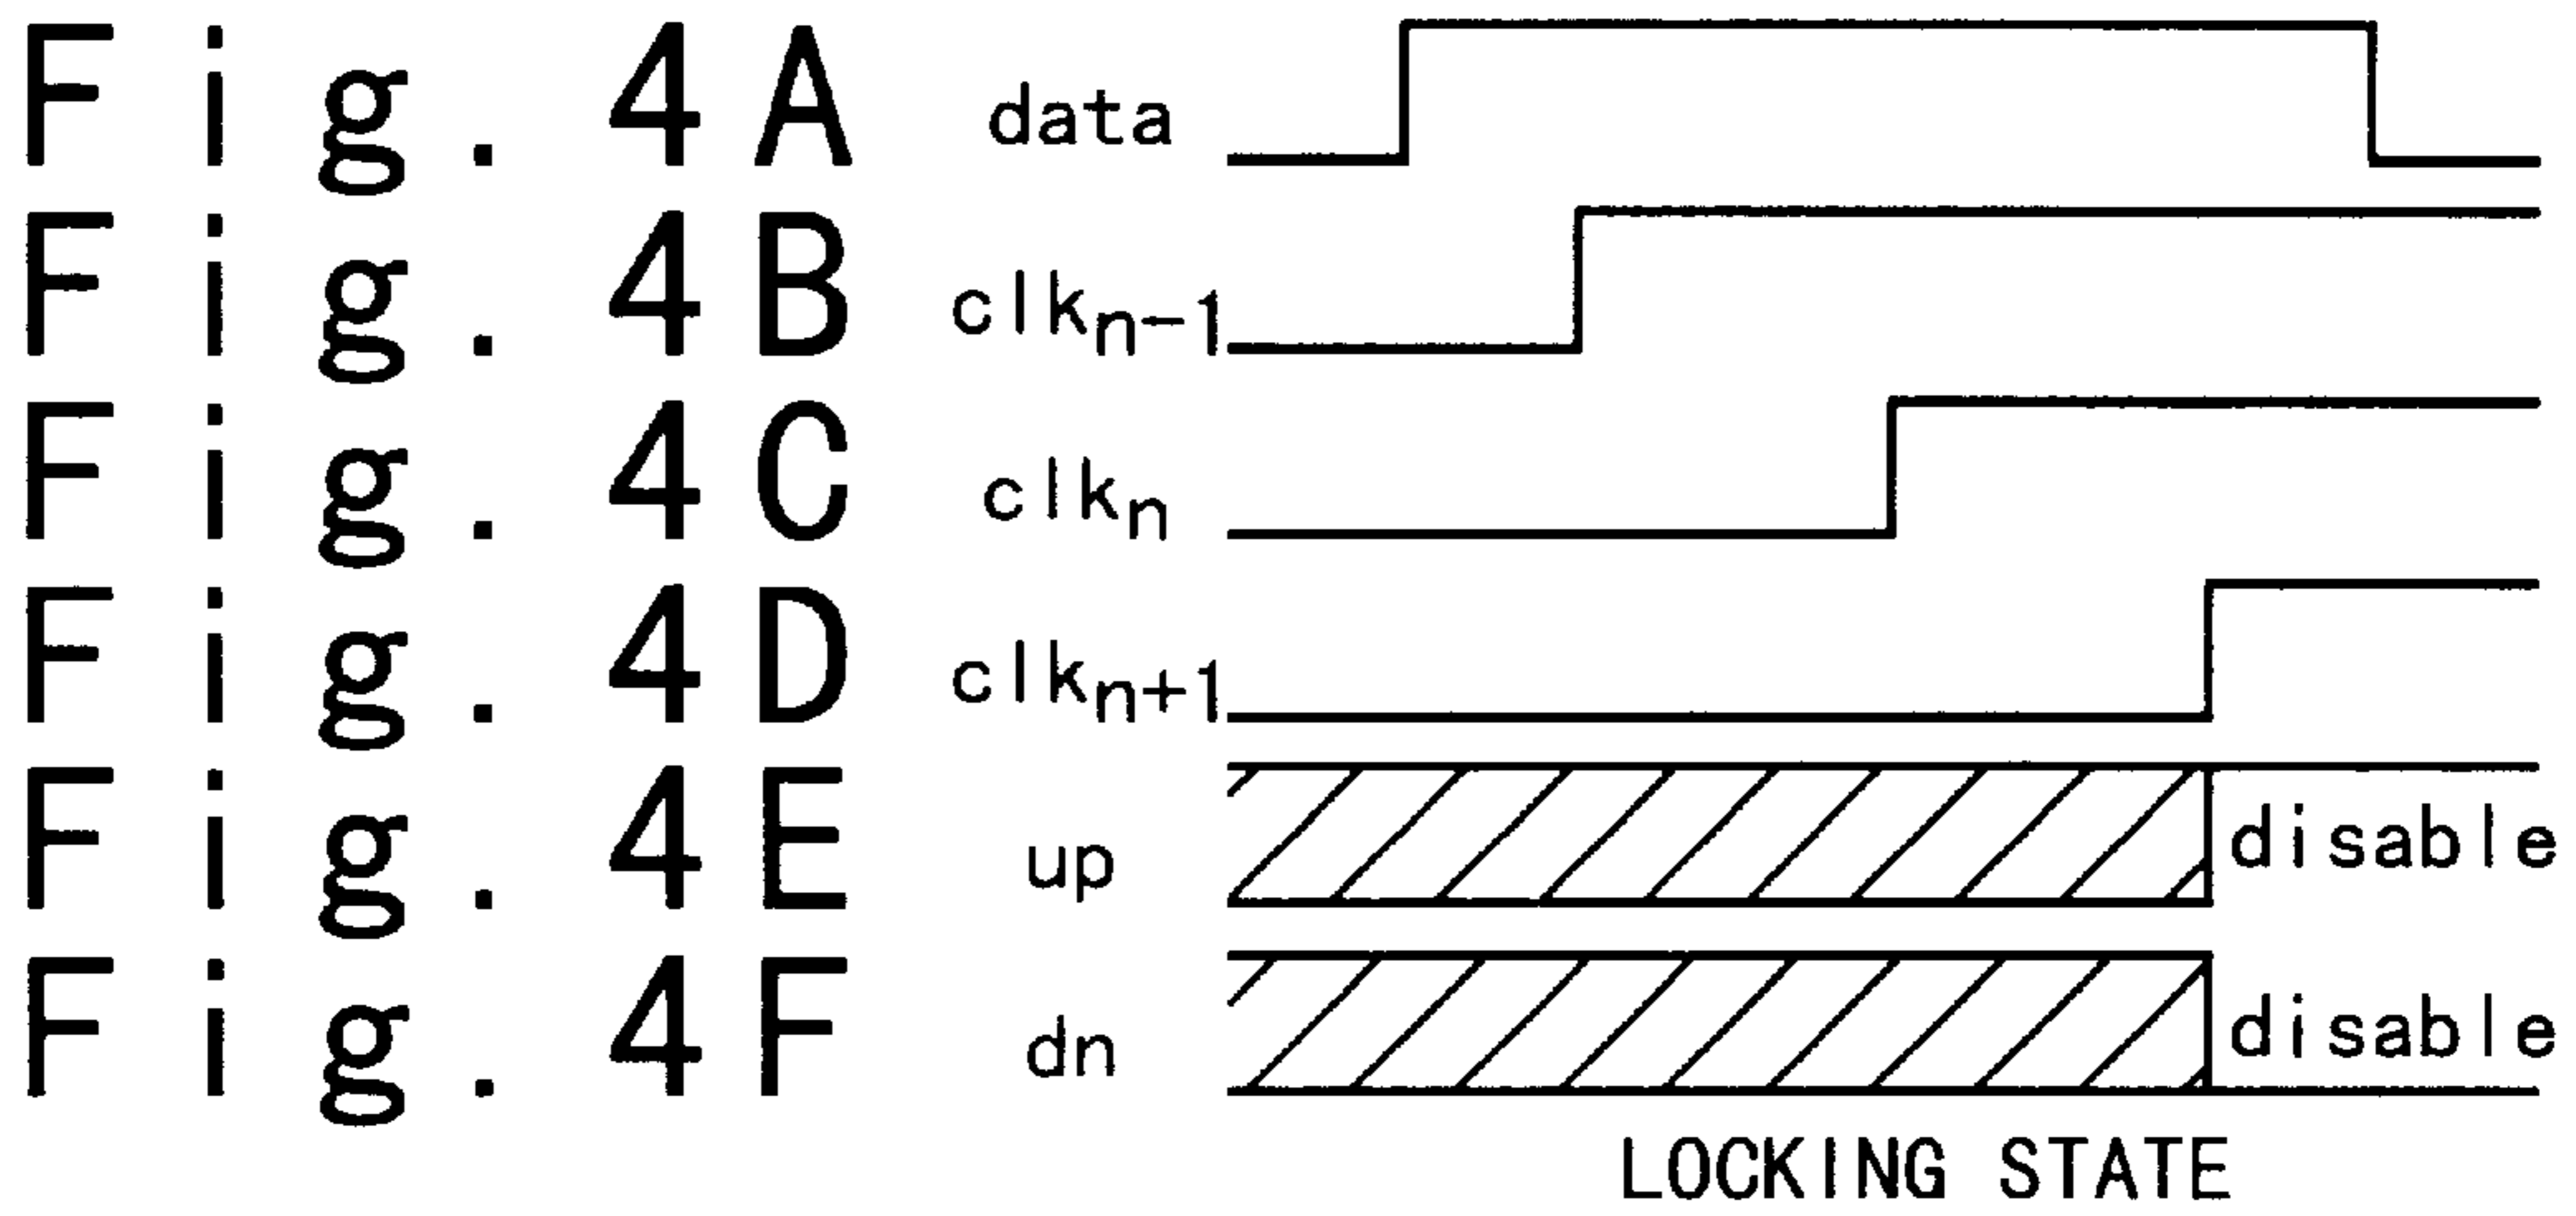 Fig. 4A data
Fig. 4B clkn-1
Fig. 4C clkn
Fig. 4D clkn+1
Fig. 4E up disable
Fig. 4F dn disable
LOCKING STATE